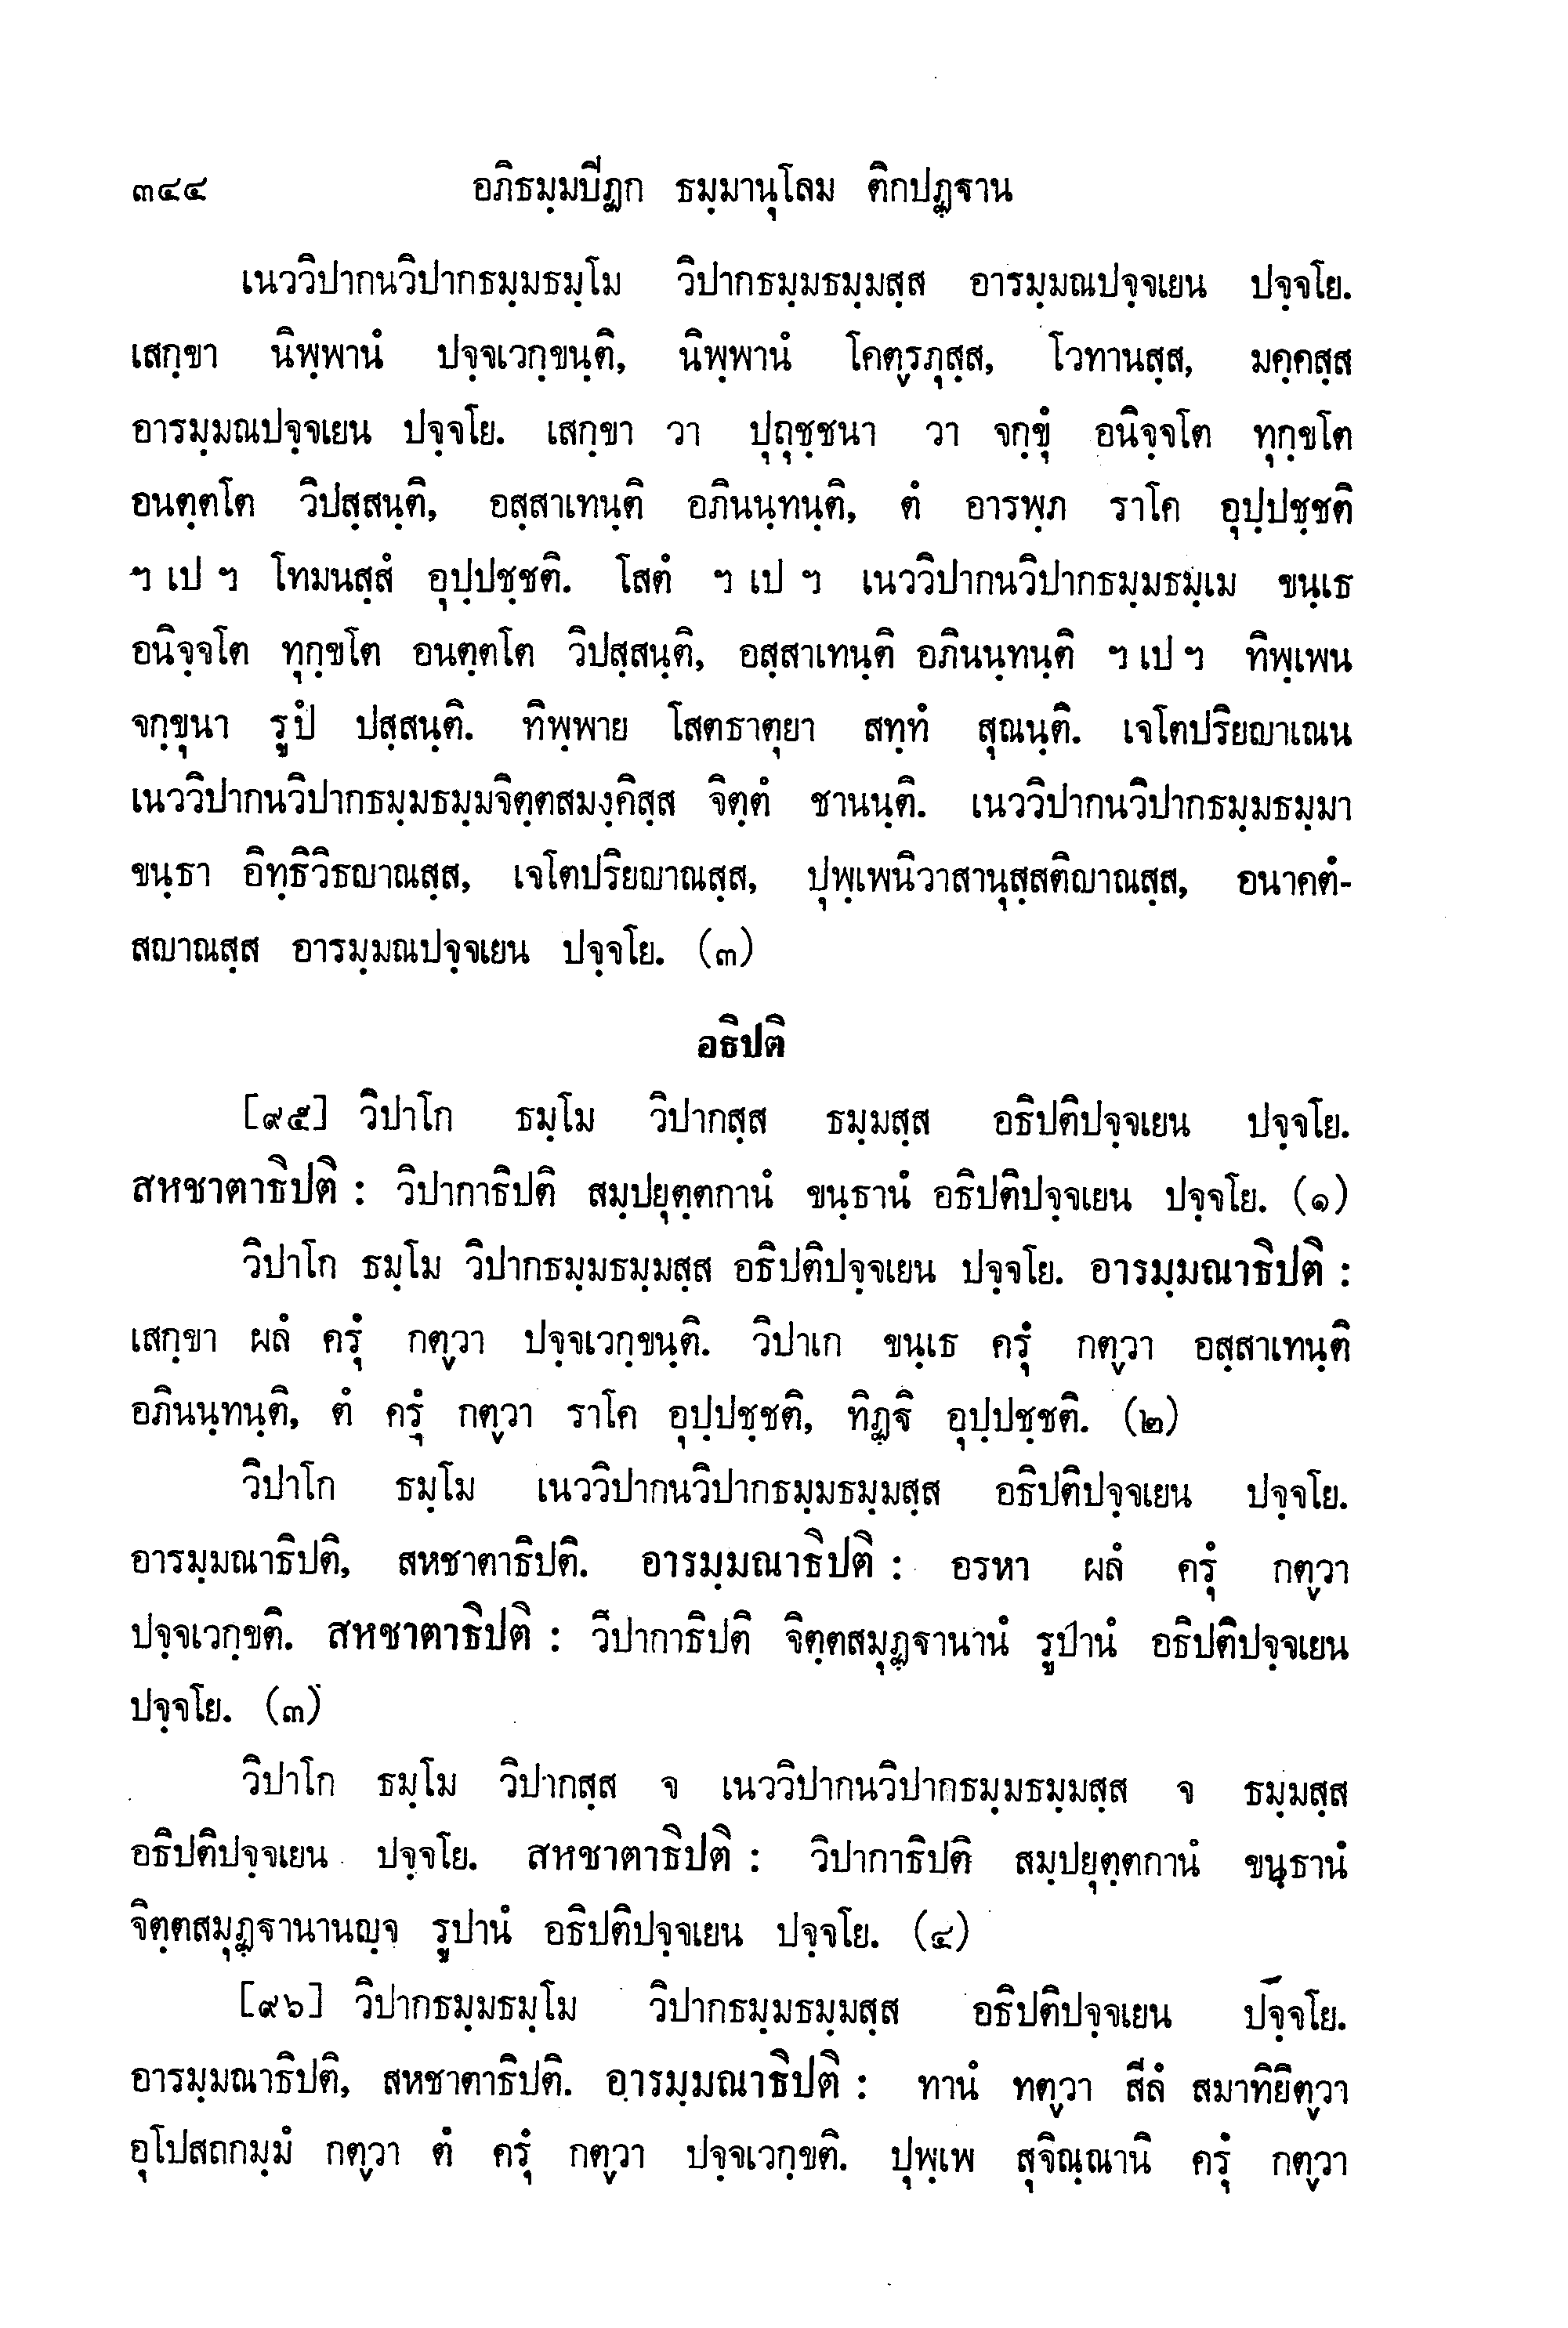 ๓๔๔ อภิธมฺมปีฏก ธมฺมานุโลม ติกปฏฺฐาน
เนววิปากนวิปากธมฺมธมฺโม วิปากธมฺมธมฺมสฺส อารมฺมณปจฺจเยน ปจฺจโย.
เสกฺขา นิพฺพานํ ปจฺจเวกฺขนฺติ, นิพฺพานํ โคตฺรภุสฺส, โวทานสฺส, มคฺคสฺส
อารมฺมณปจฺจเยน ปจฺจโย. เสกฺขา วา ปุถุชฺชนา วา จกฺขุํ อนิจฺจโต ทุกฺขโต
อนตฺตโต วิปสฺสนฺติ, อสฺสาเทนฺติ อภินนฺทนฺติ, ตํ อารพฺภ ราโค อุปฺปชฺชติ
ฯ เป ฯ โทมนสฺสํ อุปฺปชฺชติ. โสตํ ฯ เป ฯ เนววิปากนวิปากธมฺมธมฺเม ขนฺเธ
อนิจฺจโต ทุกฺขโต อนตฺตโต วิปสฺสนฺติ, อสฺสาเทนฺติ อภินนฺทนฺติ ฯ เป ฯ ทิพฺเพน
จกฺขุนา รูปํ ปสฺสนฺติ. ทิพฺพาย โสตธาตุยา สทฺทํ สุณนฺติ. เจโตปริยญาเณน
เนววิปากนวิปากธมฺมธมฺมจิตฺตสมงฺคิสฺส จิตฺตํ ชานนฺติ. เนววิปากนวิปากธมฺมธมฺมา
ขนฺธา อิทฺธิวิธญาณสฺส, เจโตปริยญาณสฺส, ปุพฺเพนิวาสานุสฺสติญาณสฺส, อนาคตํ-
สญาณสฺส อารมฺมณปจฺจเยน ปจฺจโย. (๓)
อธิปติ
[๙๕] วิปาโก ธมฺโม วิปากสฺส ธมฺมสฺส อธิปติปจฺจเยน ปจฺจโย.
สหชาตาธิปติ : วิปากาธิปติ สมฺปยุตฺตกานํ ขนฺธานํ อธิปติปจฺจเยน ปจฺจโย. (๑)
วิปาโก ธมฺโม วิปากธมฺมธมฺมสฺส อธิปติปจฺจเยน ปจฺจโย. อารมฺมณาธิปติ :
เสกฺขา ผลํ ครุํ กตฺวา ปจฺจเวกฺขนฺติ. วิปาเก ขนฺเธ ครุํ กตฺวา อสฺสาเทนฺติ
อภินนฺทนฺติ, ตํ ครุํ กตฺวา ราโค อุปฺปชฺชติ, ทิฏฺฐิ อุปฺปชฺชติ. (๒)
วิปาโก ธมฺโม เนววิปากนวิปากธมฺมธมฺมสฺส อธิปติปจฺจเยน ปจฺจโย.
อารมฺมณาธิปติ, สหชาตาธิปติ. อารมฺมณาธิปติ : อรหา ผลํ ครุํ กตฺวา
ปจฺจเวกฺขติ. สหชาตาธิปติ : วิปากาธิปติ จิตฺตสมุฏฺฐานานํ รูปานํ อธิปติปจฺจเยน
ปจฺจโย. (๓)
วิปาโก ธมฺโม วิปากสฺส จ เนววิปากนวิปากธมฺมธมฺมสฺส จ ธมฺมสฺส
อธิปติปจฺจเยน ปจฺจโย. สหชาตาธิปติ : วิปากาธิปติ สมฺปยุตฺตกานํ ขนฺธานํ
จิตฺตสมุฏฺฐานานญฺจ รูปานํ อธิปติปจฺจเยน ปจฺจโย. (๔)
[๙๖] วิปากธมฺมธมฺโม วิปากธมฺมธมฺมสฺส อธิปติปจฺจเยน ปจฺจโย.
อารมฺมณาธิปติ, สหชาตาธิปติ. อารมฺมณาธิปติ : ทานํ ทตฺวา สีลํ สมาทิยิตฺวา
อุโปสถกมฺมํ กตฺวา ตํ ครุํ กตฺวา ปจฺจเวกฺขติ. ปุพฺเพ สุจิณฺณานิ ครุํ กตฺวา